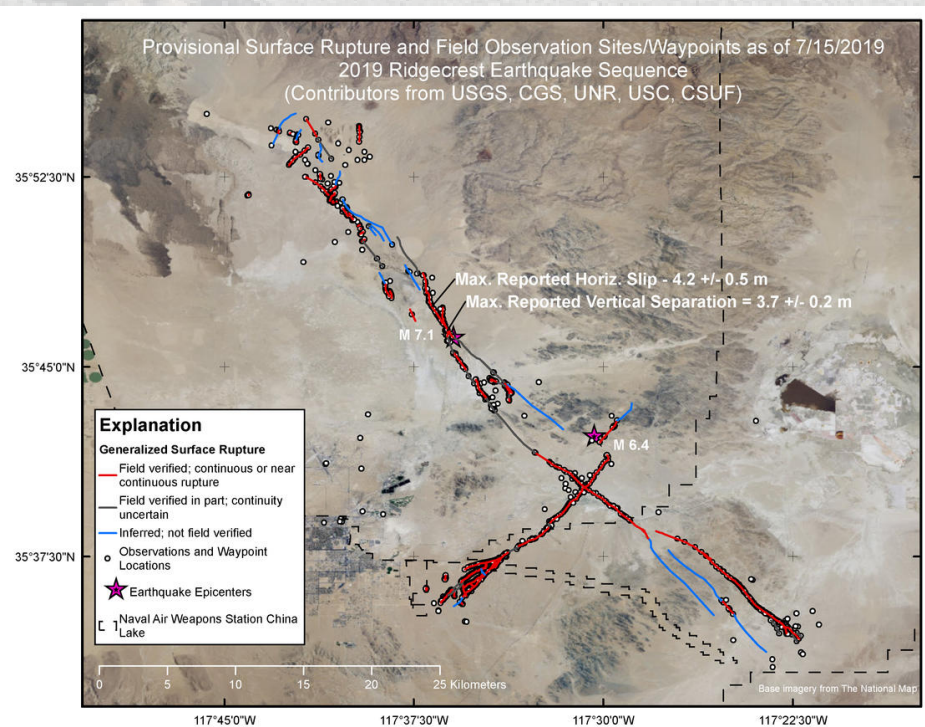 Provisional Surface Rupture and Field Observation Sites/Waypoints as of 7/15/2019
2019 Ridgecrest Earthquake Sequence
(Contributors from USGS, CGS, UNR, USC, CSUF)
35°52'30"N
Max. Reported Horiz. Slip - 4.2 +/- 0.5 m
Max. Reported Vertical Separation = 3.7 +/- 0.2 m
M 7.1
35°45'0"N
M 6.4
35°37'30"N
Explanation
Generalized Surface Rupture
Field verified; continuous or near
continuous rupture
Field verified in part; continuity
uncertain
Inferred; not field verified
Observations and Waypoint
Locations
Earthquake Epicenters
Naval Air Weapons Station China
Lake
0 5 10 15 20 25 Kilometers
Base imagery from The National Map
117°45'0"W 117°37'30"W 117°30'0"W 117°22'30"W